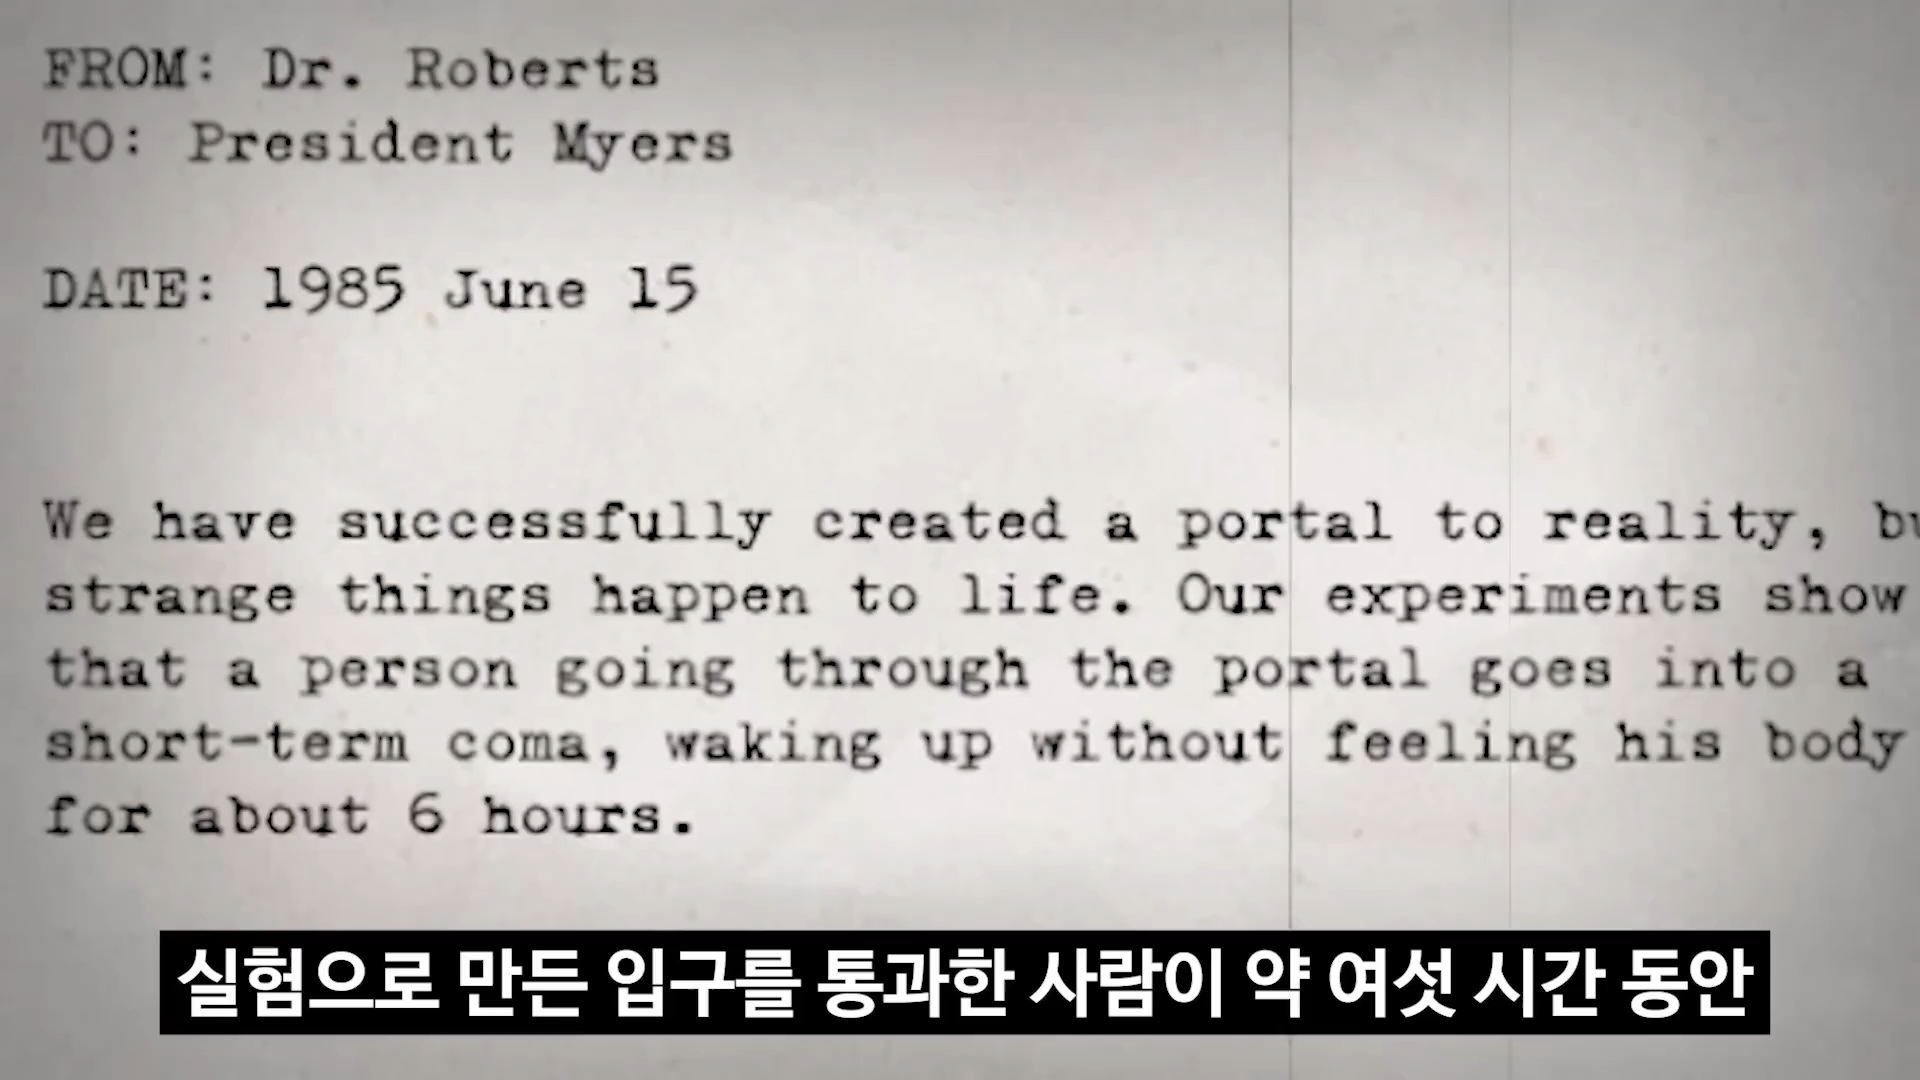 FROM: Dr. Roberts
TO: President Myers
DATE: 1985 June 15
We have successfully created a portal to reality,
strange things happen to life. Our experiments show
that a person going through the portal goes into a
short-term coma, waking up without feeling his body
for about 6 hours.
실험으로 만든 입구를 통과한 사람이 약 여섯 시간 동안